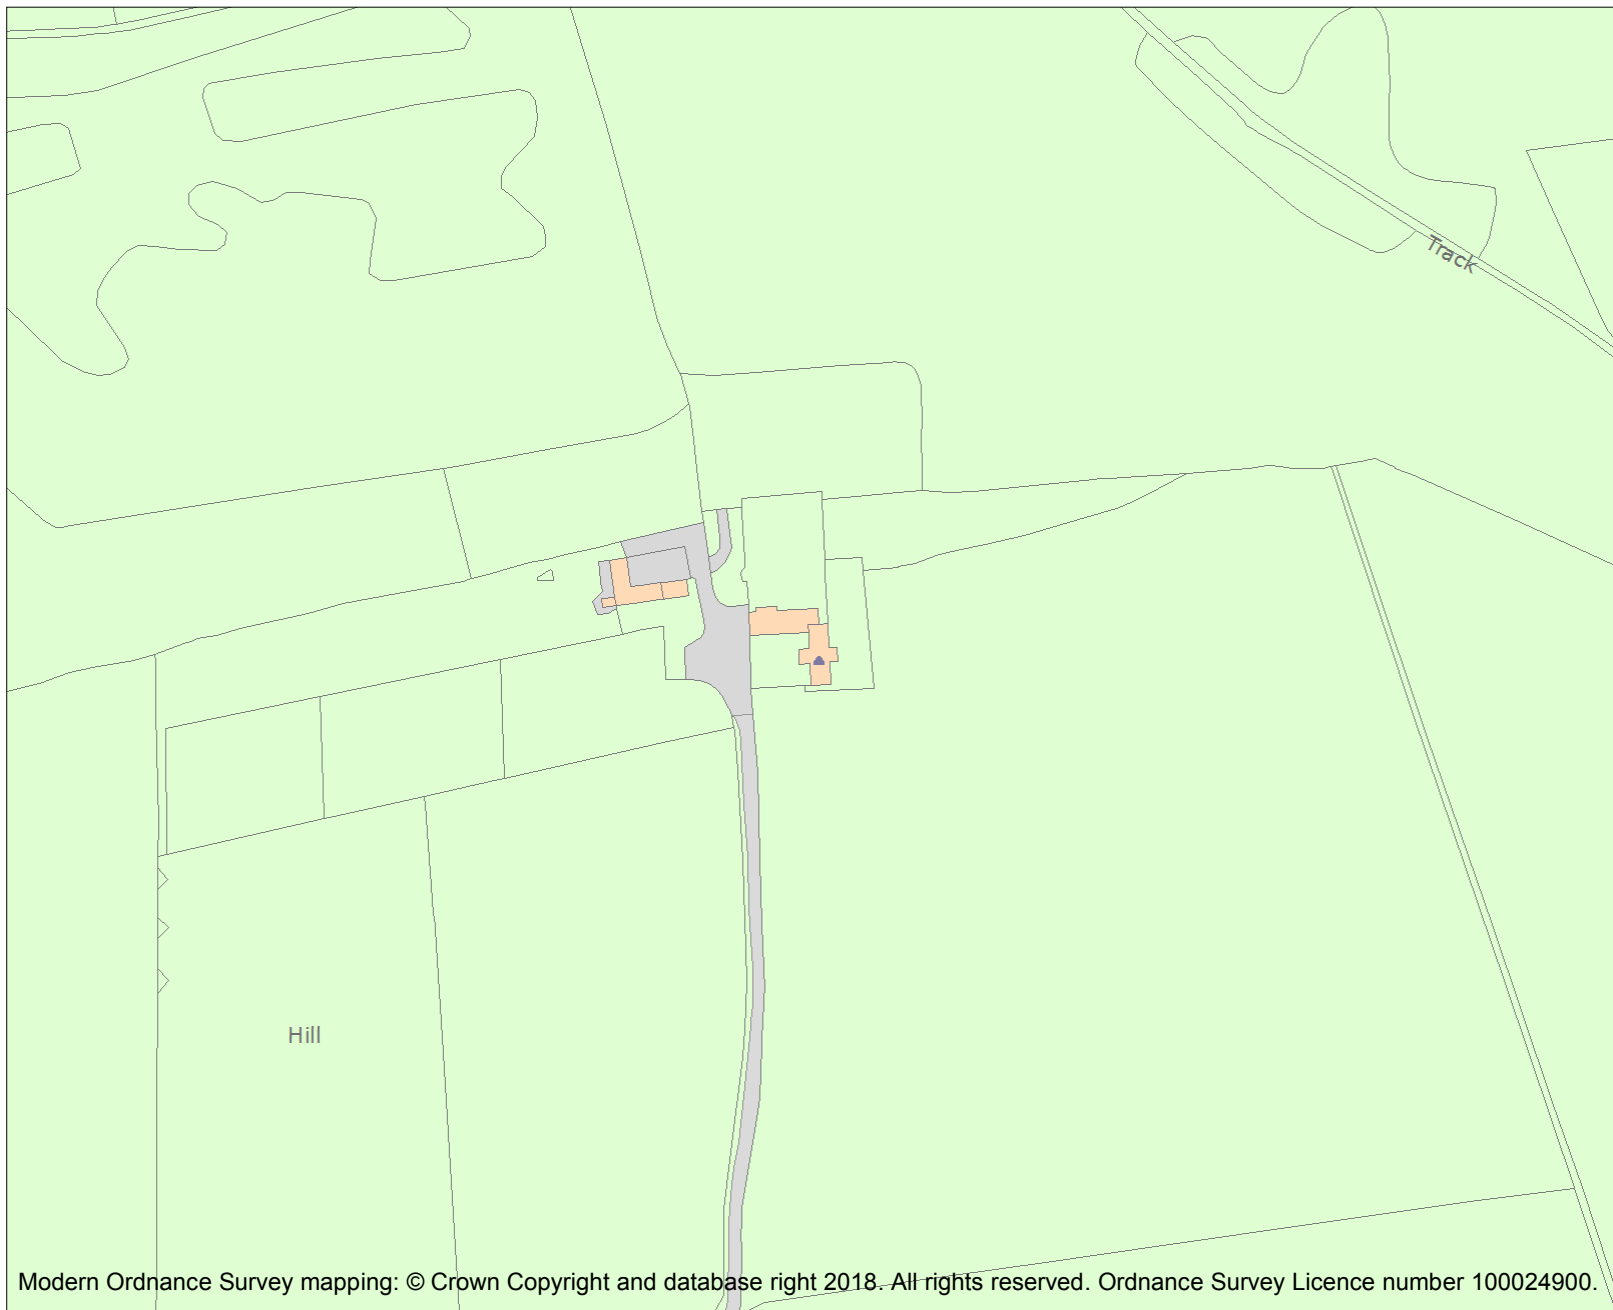 Track
Hill
Modern Ordnance Survey mapping: © Crown Copyright and database right 2018. All rights reserved. Ordnance Survey Licence number 100024900.